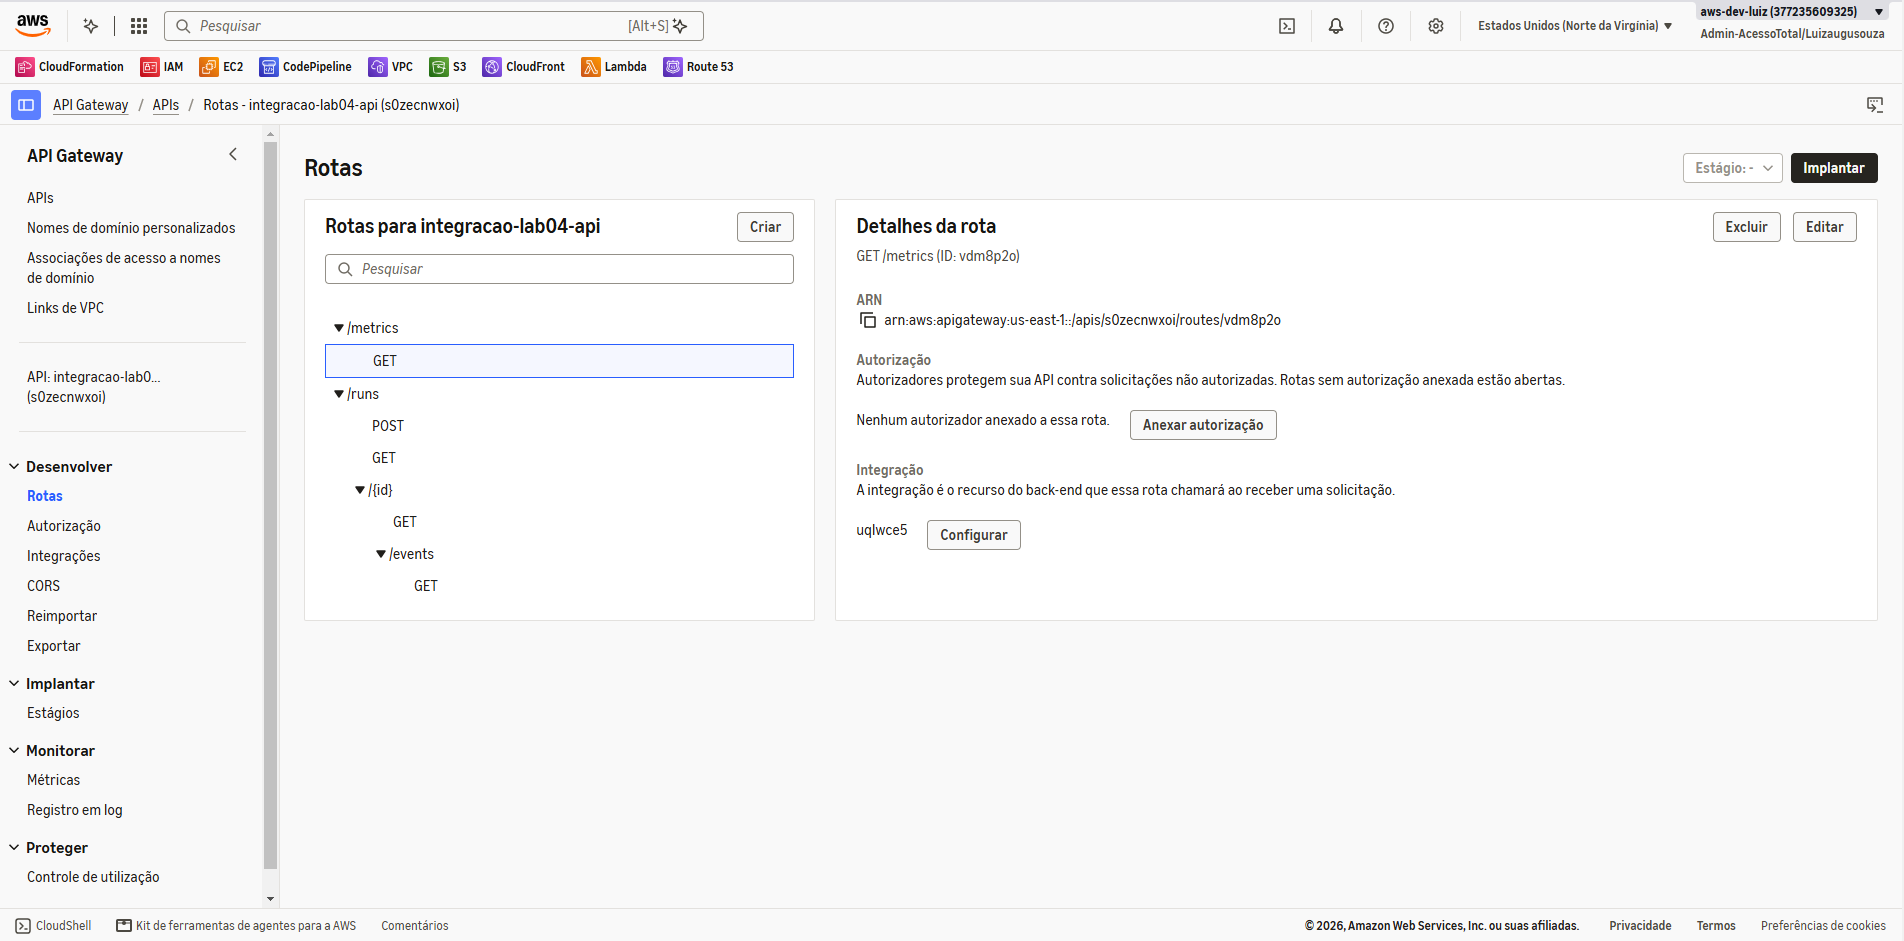 aws
Pesquisar
[Alt+S]
Estados Unidos (Norte da Virgínia)
aws-dev-luiz (377235609325)
Admin-AcessoTotal/Luizaugusouza
CloudFormation
IAM
EC2
CodePipeline
VPC
S3
CloudFront
Lambda
Route 53
API Gateway / APIs / Rotas - integracao-lab04-api (s0zecnwxoi)
API Gateway
APIs
Nomes de domínio personalizados
Associações de acesso a nomes
de domínio
Links de VPC
API: integracao-lab0...
(s0zecnwxoi)
Desenvolver
Rotas
Autorização
Integrações
CORS
Reimportar
Exportar
Implantar
Estágios
Monitorar
Métricas
Registro em log
Proteger
Controle de utilização
Rotas
Estágio: -
Implantar
Rotas para integracao-lab04-api
Criar
Pesquisar
/metrics
GET
/runs
POST
GET
/{id}
GET
/events
GET
Detalhes da rota
Excluir
Editar
GET /metrics (ID: vdm8p2o)
ARN
arn:aws:apigateway:us-east-1::/apis/s0zecnwxoi/routes/vdm8p2o
Autorização
Autorizadores protegem sua API contra solicitações não autorizadas. Rotas sem autorização anexada estão abertas.
Nenhum autorizador anexado a essa rota.
Anexar autorização
Integração
A integração é o recurso do back-end que essa rota chamará ao receber uma solicitação.
uqlwce5
Configurar
CloudShell
Kit de ferramentas de agentes para a AWS
Comentários
© 2026, Amazon Web Services, Inc. ou suas afiliadas.
Privacidade
Termos
Preferências de cookies